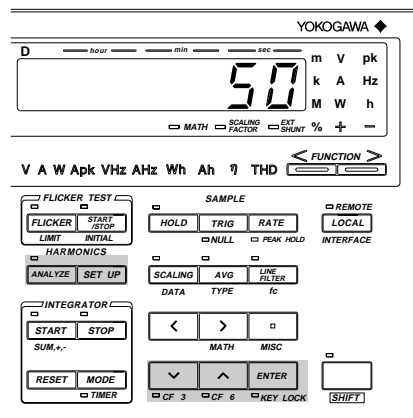 YOKOGAWA
D hour min sec m V pk
50 k A Hz
M W h
MATH SCALING FACTOR EXT SHUNT % + −
V A W Apk VHz AHz Wh Ah η THD < FUNCTION >
FLICKER TEST SAMPLE
REMOTE
FLICKER START /STOP HOLD TRIG RATE LOCAL
LIMIT INITIAL NULL PEAK HOLD INTERFACE
HARMONICS
ANALYZE SET UP SCALING AVG LINE FILTER
DATA TYPE fc
INTEGRATOR
START STOP < >
SUM,+,- MATH MISC
RESET MODE ENTER
TIMER CF 3 CF 6 KEY LOCK SHIFT